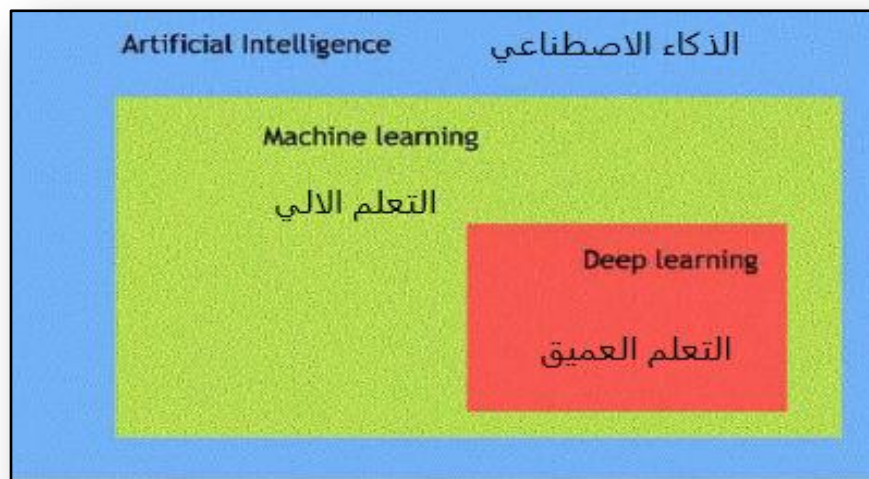 Artificial Intelligence الذكاء الاصطناعي
Machine learning
التعلم الالي
Deep learning
التعلم العميق